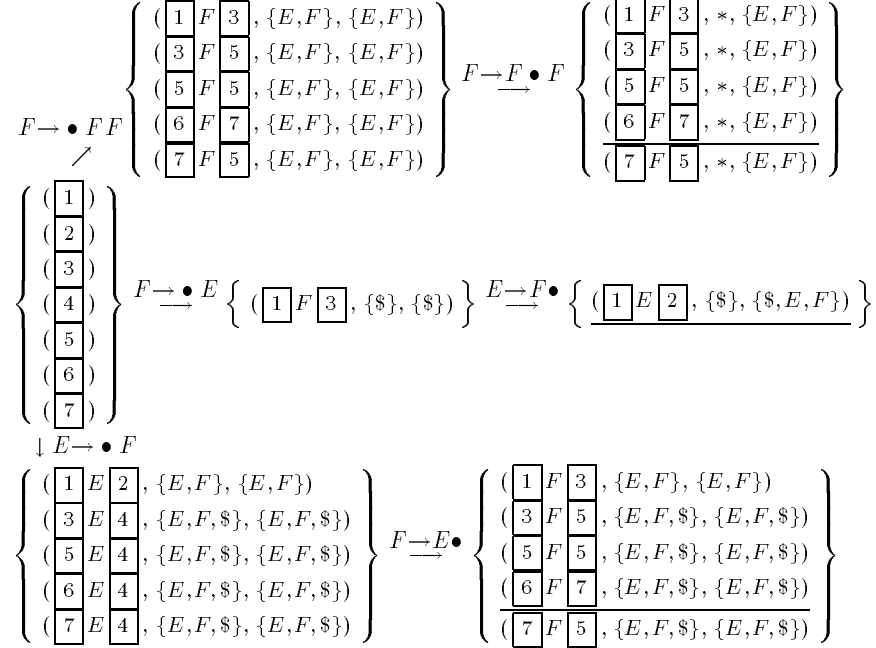 ( 1 F 3 , {E,F}, {E,F})
( 3 F 5 , {E,F}, {E,F})
( 5 F 5 , {E,F}, {E,F})
( 6 F 7 , {E,F}, {E,F})
( 7 F 5 , {E,F}, {E,F})
F→F • F
→
( 1 F 3 , *, {E,F})
( 3 F 5 , *, {E,F})
( 5 F 5 , *, {E,F})
( 6 F 7 , *, {E,F})
( 7 F 5 , *, {E,F})
F→ • FF
↗
( 1 )
( 2 )
( 3 )
( 4 )
( 5 )
( 6 )
( 7 )
F→ • E
→
{ ( 1 F 3 , {$}, {$}) }
E→F•
→
{ ( 1 E 2 , {$}, {$,E,F}) }
↓ E→ • F
( 1 E 2 , {E,F}, {E,F})
( 3 E 4 , {E,F,$}, {E,F,$})
( 5 E 4 , {E,F,$}, {E,F,$})
( 6 E 4 , {E,F,$}, {E,F,$})
( 7 E 4 , {E,F,$}, {E,F,$})
F→E•
→
( 1 F 3 , {E,F}, {E,F})
( 3 F 5 , {E,F,$}, {E,F,$})
( 5 F 5 , {E,F,$}, {E,F,$})
( 6 F 7 , {E,F,$}, {E,F,$})
( 7 F 5 , {E,F,$}, {E,F,$})